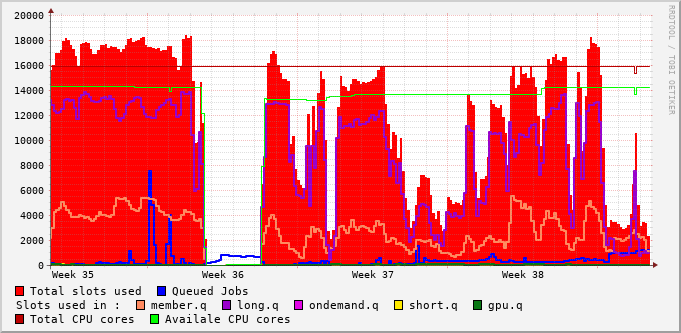 20000
18000
16000
14000
12000
10000
8000
6000
4000
2000
0
Week 35 Week 36 Week 37 Week 38
RRDTOOL / TOBI OETIKER
Total slots used Queued Jobs
Slots used in : member.q long.q ondemand.q short.q gpu.q
Total CPU cores Availale CPU cores